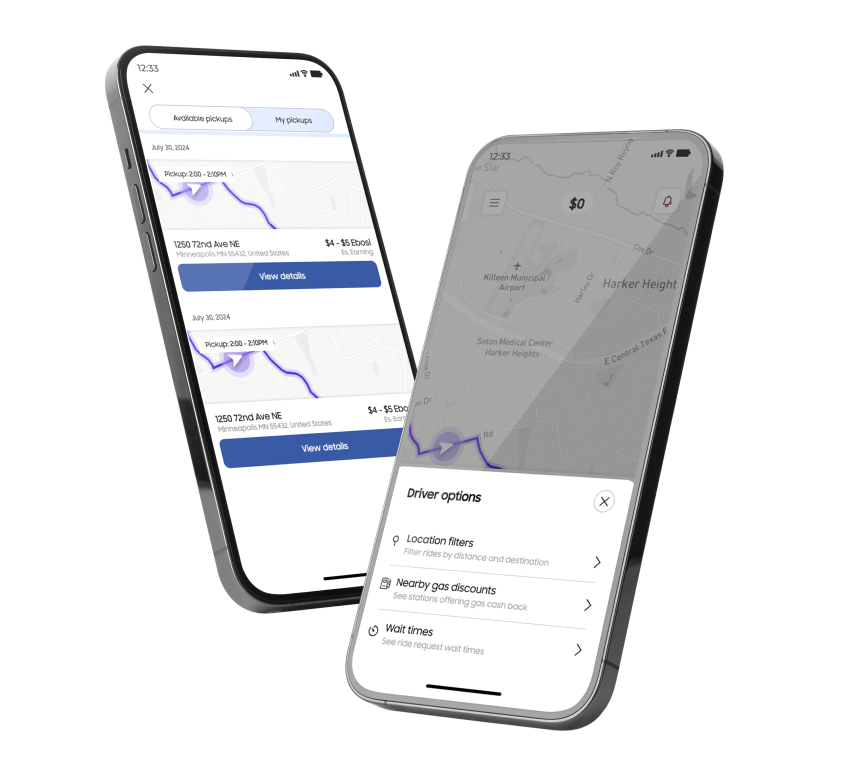 12:33
Available pickups
My pickups
July 30, 2024
Pickup: 2:00 - 2:10PM
1250 72nd Ave NE
$4 - $5 Ebosi
Minneapolis MN 55432, United States
Es, Earning
View details
July 30, 2024
Pickup: 2:00 - 2:10PM
1250 72nd Ave NE
$4 - $5 Ebo
Minneapolis MN 55432, United States
Es, Earn
View details
12:33
e Star
N Roy Reyno
$0
Cox Dr
Killeen Municipal
Airport
Harley Dr
Harker Height
Seton Medical Center
Harker Heights
E Central Texas E
on Dr
Rd
Driver options
Location filters
Filter rides by distance and destination
Nearby gas discounts
See stations offering gas cash back
Wait times
See ride request wait times